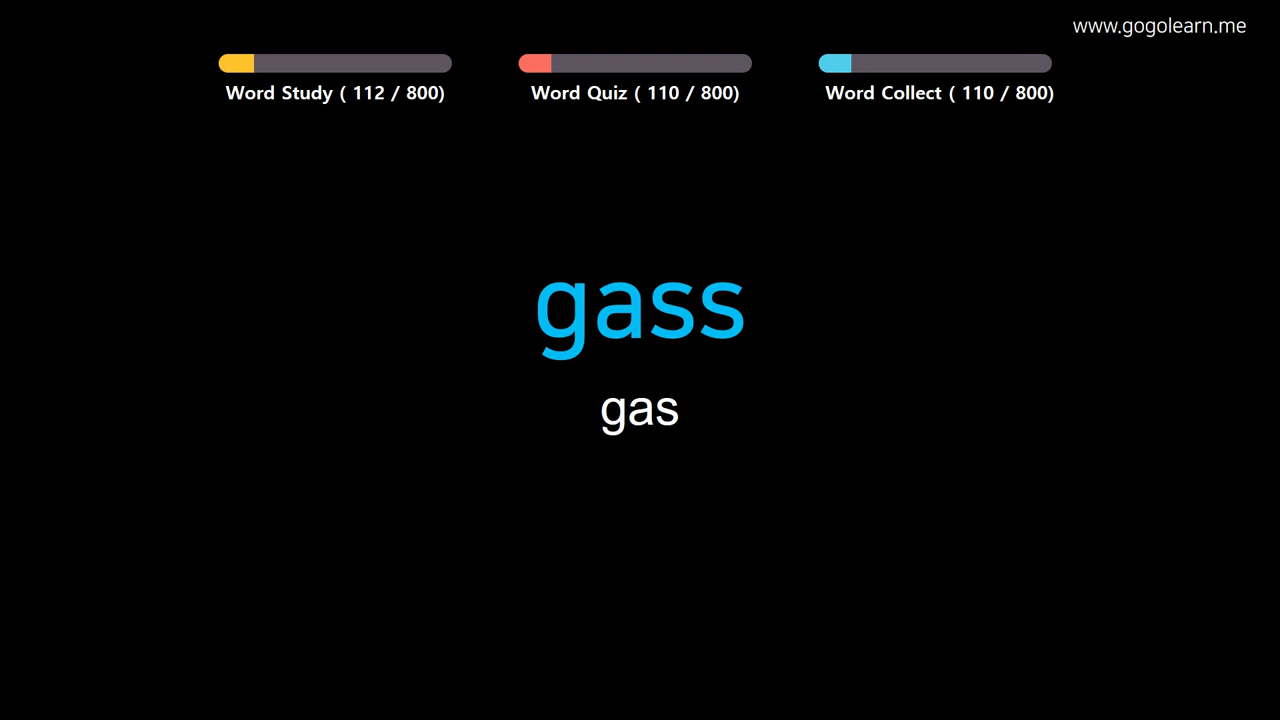 www.gogolearn.me
Word Study ( 112 / 800)
Word Quiz ( 110 / 800)
Word Collect ( 110 / 800)
gass
gas